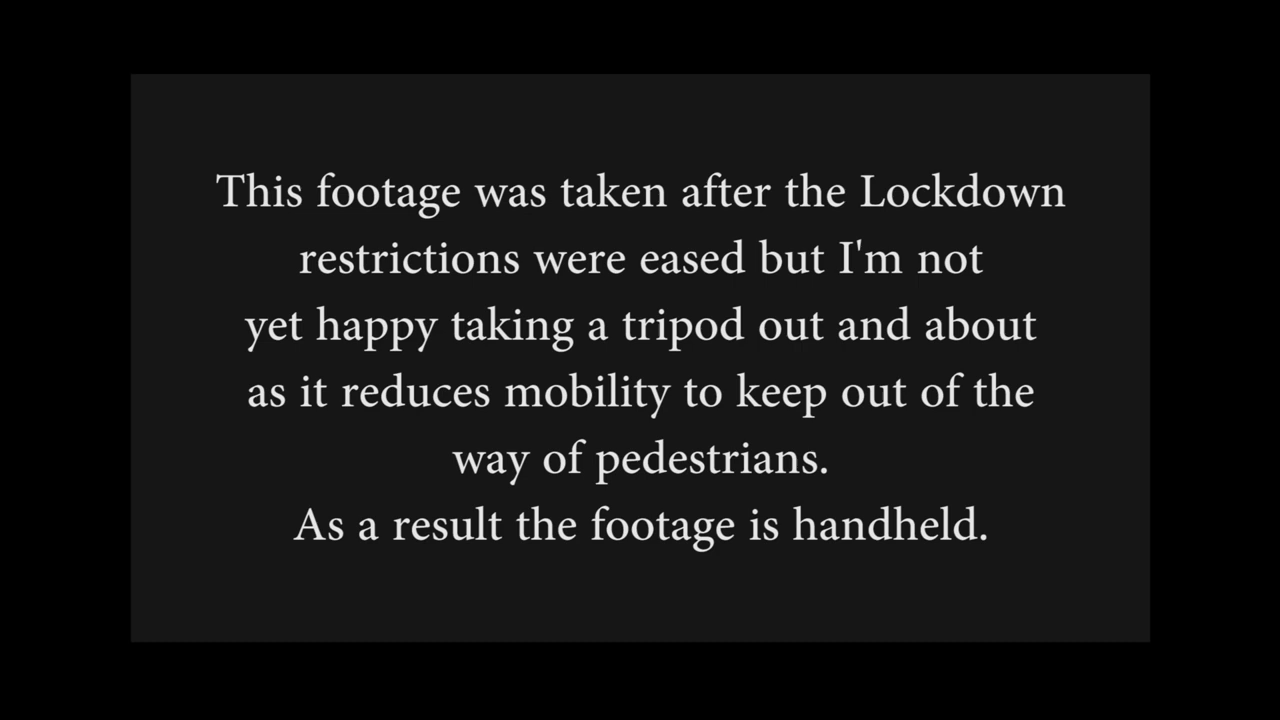 This footage was taken after the Lockdown
restrictions were eased but I'm not
yet happy taking a tripod out and about
as it reduces mobility to keep out of the
way of pedestrians.
As a result the footage is handheld.